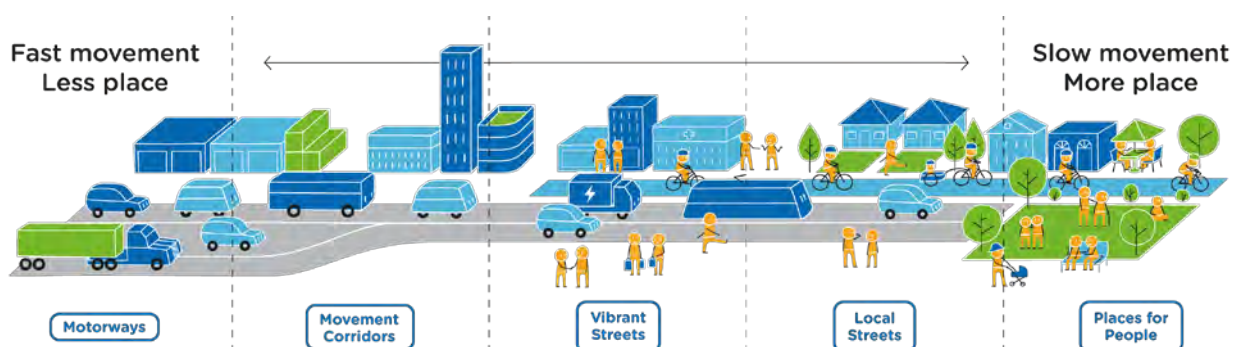 Fast movement
Less place
Slow movement
More place
Motorways
Movement
Corridors
Vibrant
Streets
Local
Streets
Places for
People